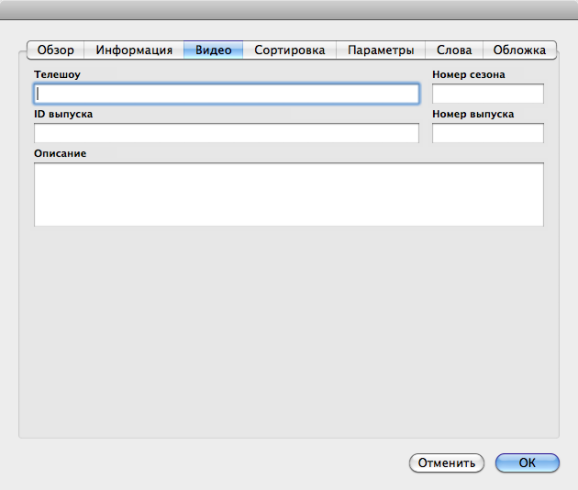 Обзор Информация Видео Сортировка Параметры Слова Обложка
Телешоу Номер сезона
ID выпуска Номер выпуска
Описание
Отменить OK